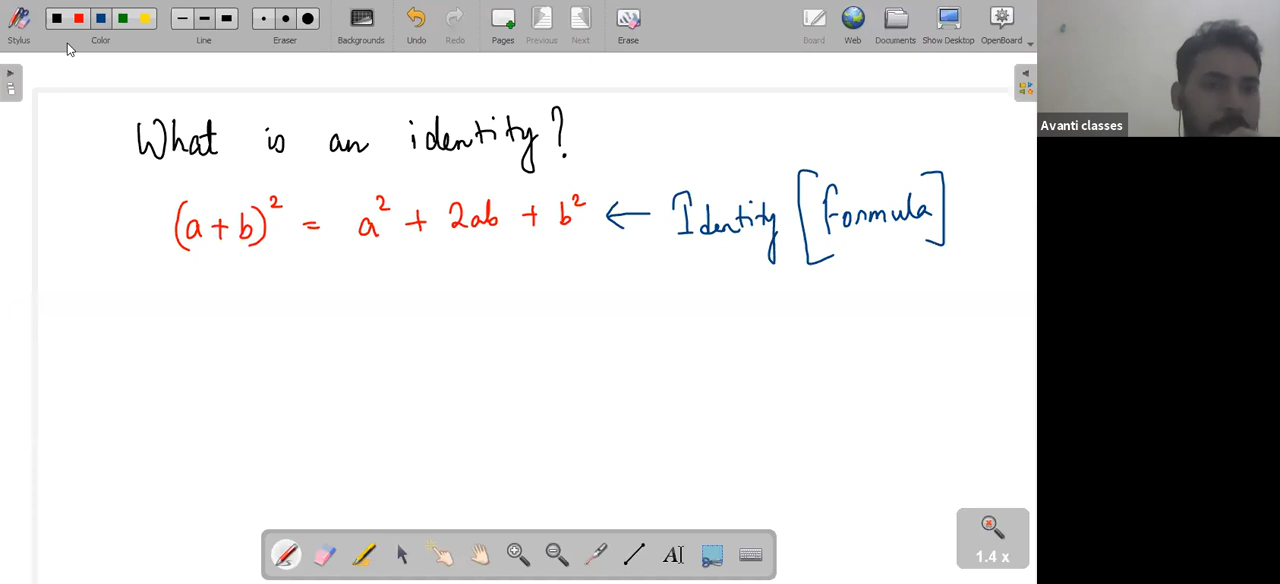 Stylus Color Line Eraser Backgrounds Undo Redo Pages Previous Next Erase Board Web Documents Show Desktop OpenBoard
Avanti classes
What is an identity?
(a+b)² = a² + 2ab + b² ← Identity [Formula]
1.4 x